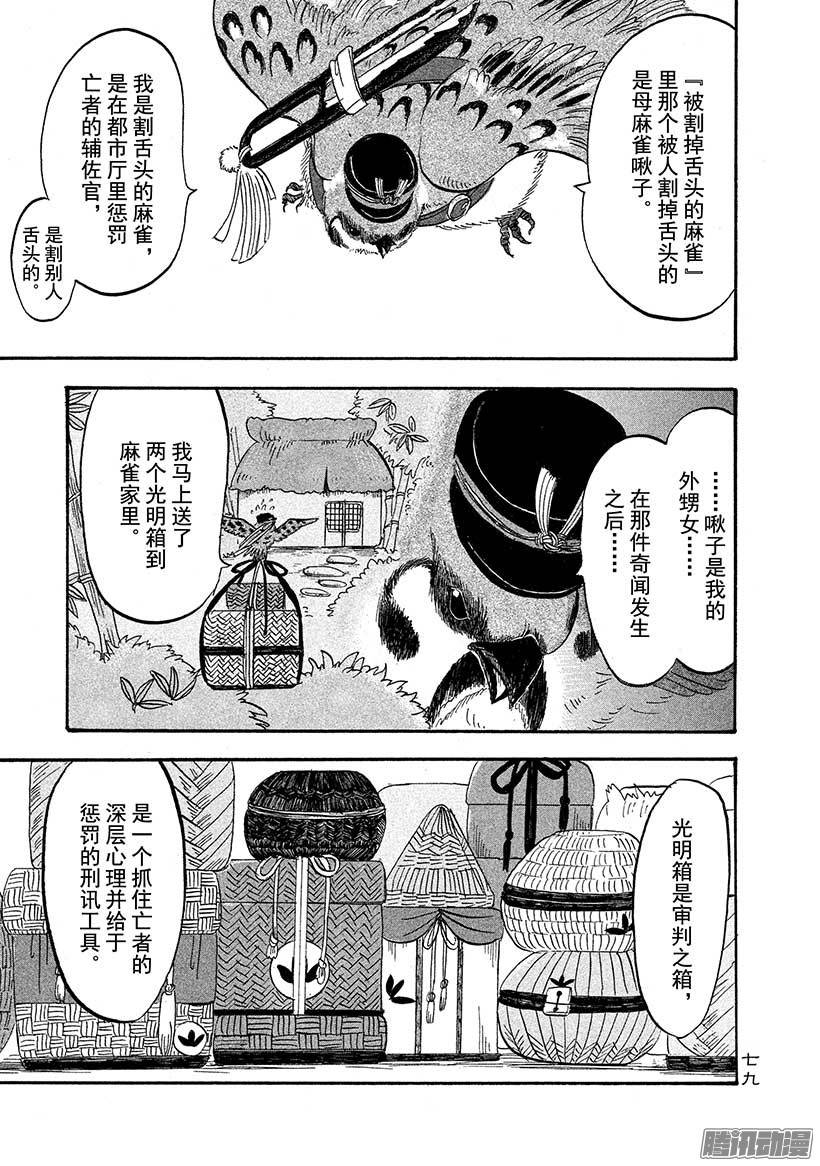 『被割掉舌头的麻雀』
里那个被人割掉舌头的
是母麻雀啾子。
我是割舌头的麻雀，
是在都市厅里惩罚
亡者的辅佐官，
是割别人
舌头的。
……啾子是我的
外甥女……
在那件奇闻发生
之后……
我马上送了
两个光明箱到
麻雀家里。
光明箱是审判之箱，
是一个抓住亡者的
深层心理并给于
惩罚的刑讯工具。
七九
腾讯动漫